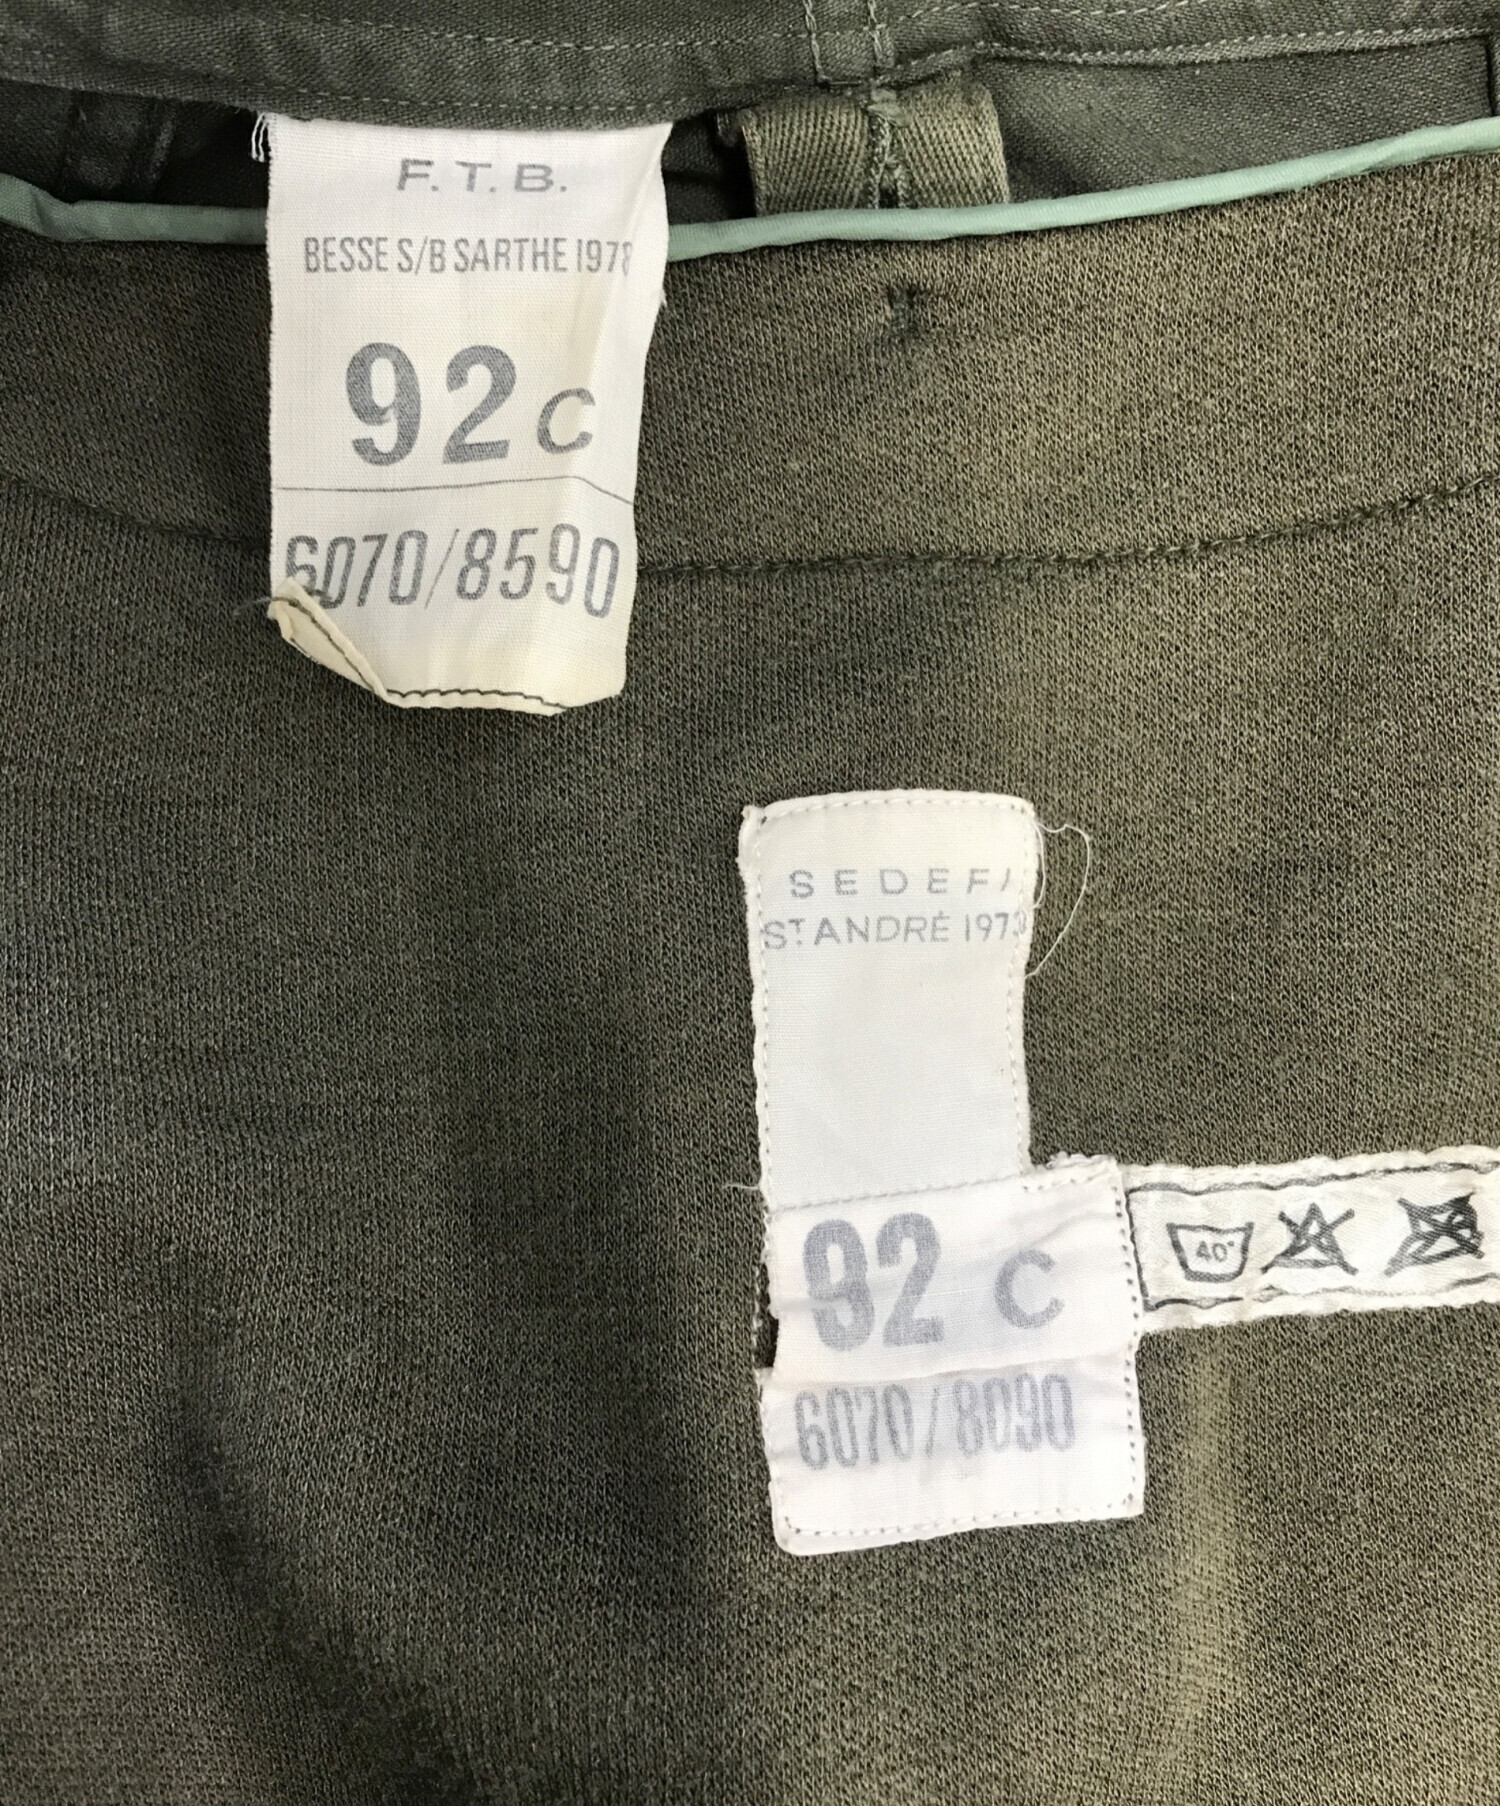 F. T. B.
BESSE S/B SARTHE 1978
92 C
6070/8590
SEDEFI
ST ANDRÉ 1973
92 C
40°
6070/8090